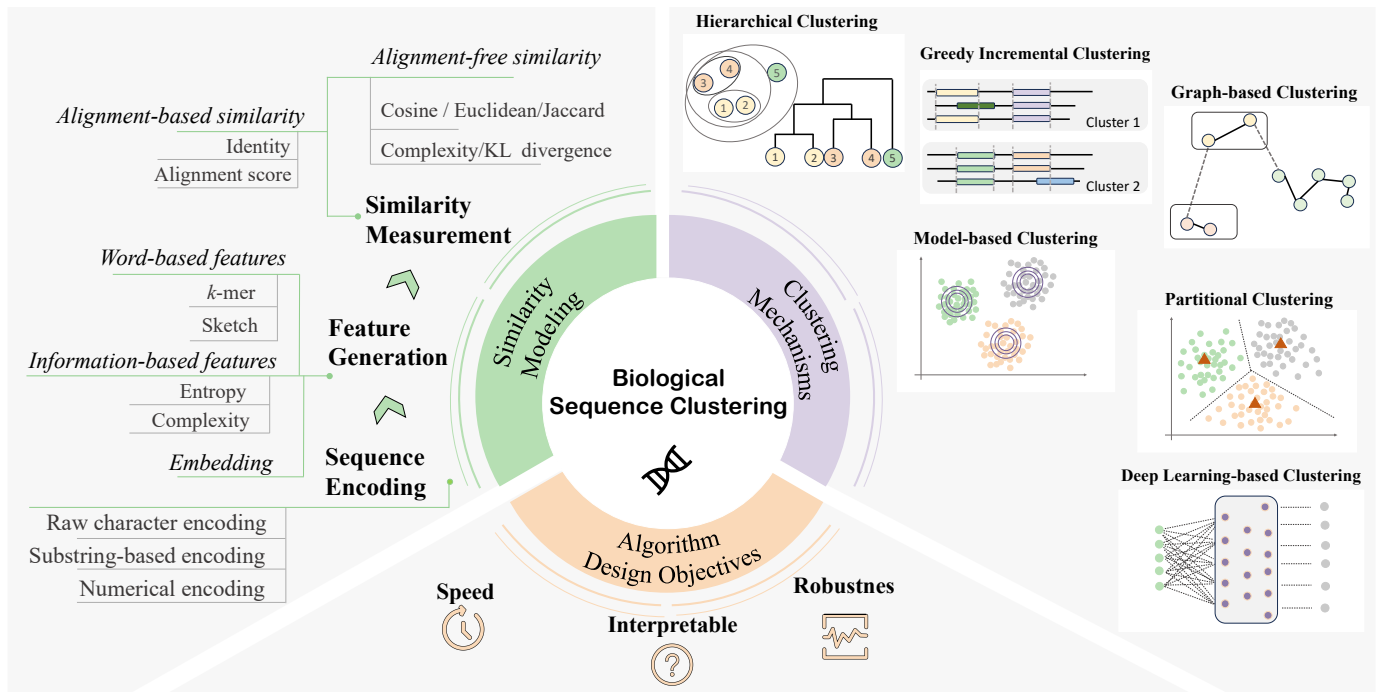 Alignment-free similarity
Cosine / Euclidean/Jaccard
Complexity/KL divergence
Alignment-based similarity
Identity
Alignment score
Similarity
Measurement
Word-based features
k-mer
Sketch
Feature
Generation
Information-based features
Entropy
Complexity
Embedding
Sequence
Encoding
Raw character encoding
Substring-based encoding
Numerical encoding
Similarity
Modeling
Clustering
Mechanisms
Biological
Sequence Clustering
Algorithm
Design Objectives
Speed
Interpretable
Robustnes
Hierarchical Clustering
4
5
3
1
2
1
2
3
4
5
Greedy Incremental Clustering
Cluster 1
Cluster 2
Graph-based Clustering
Model-based Clustering
Partitional Clustering
Deep Learning-based Clustering
?